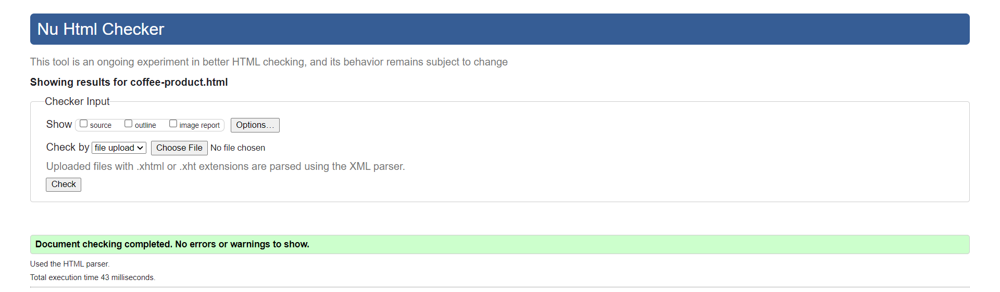 Nu Html Checker
This tool is an ongoing experiment in better HTML checking, and its behavior remains subject to change
Showing results for coffee-product.html
Checker Input
Show source outline image report Options…
Check by file upload Choose File No file chosen
Uploaded files with .xhtml or .xht extensions are parsed using the XML parser.
Check
Document checking completed. No errors or warnings to show.
Used the HTML parser.
Total execution time 43 milliseconds.